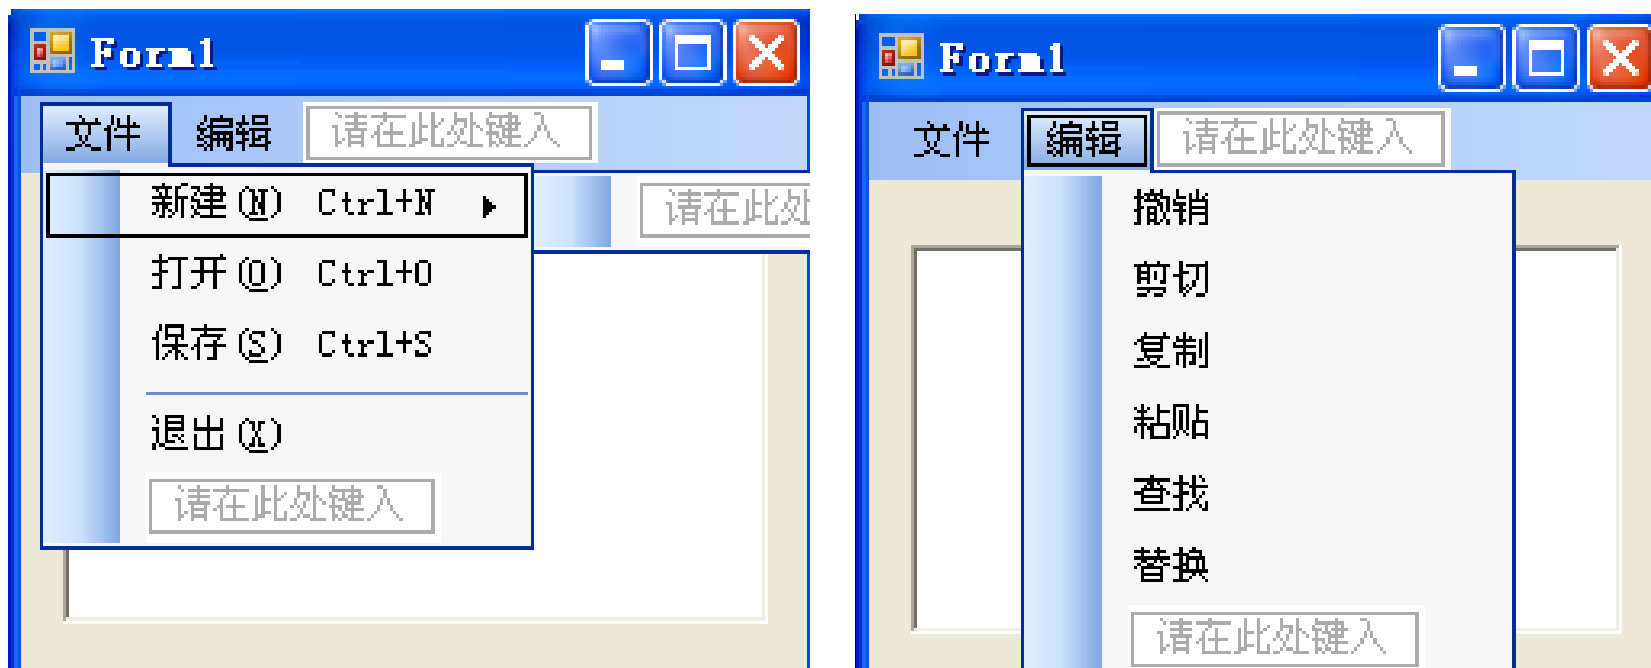 Form1
文件 编辑 请在此处键入
新建(N) Ctrl+N 请在此处
打开(O) Ctrl+O
保存(S) Ctrl+S
退出(X)
请在此处键入
Form1
文件 编辑 请在此处键入
撤销
剪切
复制
粘贴
查找
替换
请在此处键入